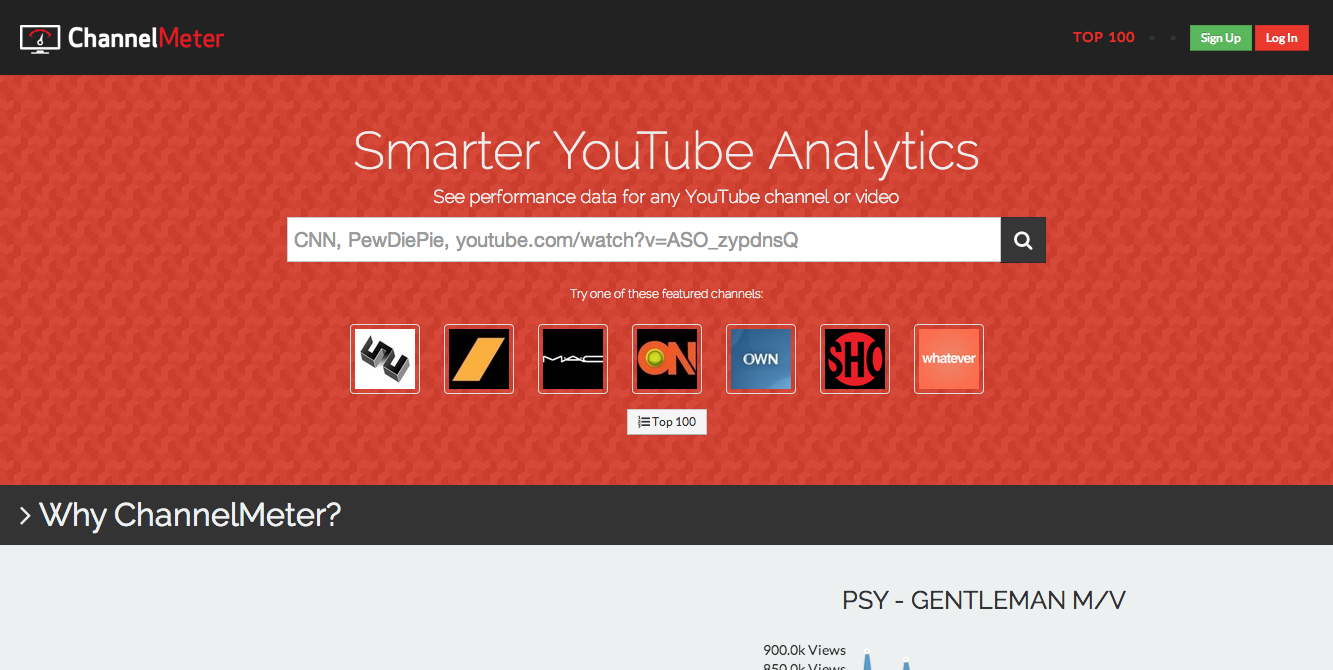 ChannelMeter
TOP 100
Sign Up
Log In
Smarter YouTube Analytics
See performance data for any YouTube channel or video
CNN, PewDiePie, youtube.com/watch?v=ASO_zypdnsQ
Try one of these featured channels:
MAC
ON
OWN
SHO
whatever
Top 100
Why ChannelMeter?
PSY - GENTLEMAN M/V
900.0k Views
850.0k Views